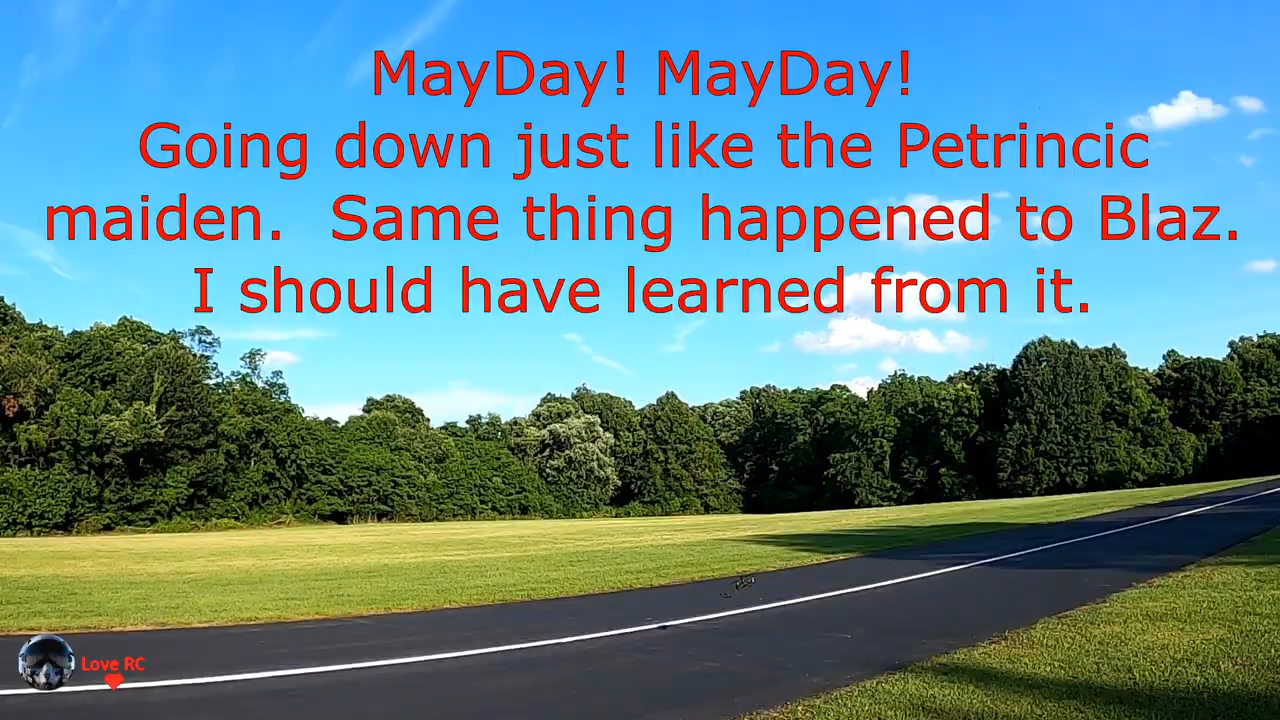 MayDay! MayDay!
Going down just like the Petrincic
maiden.  Same thing happened to Blaz.
I should have learned from it.
Love RC